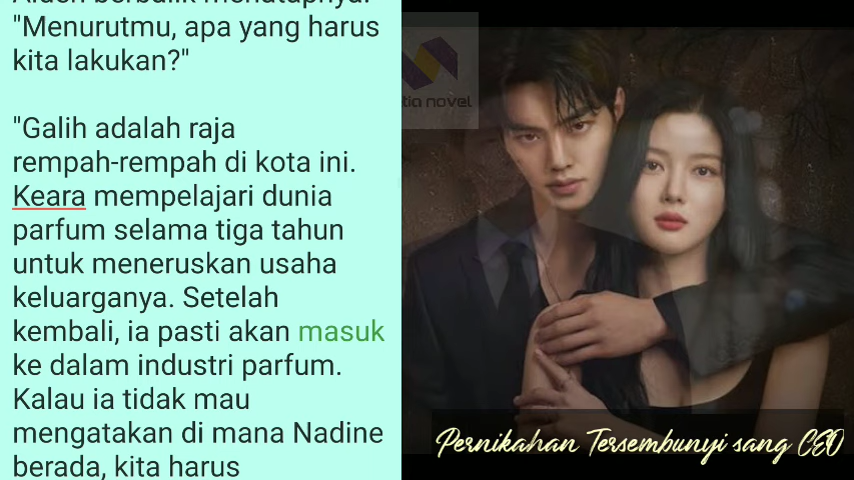 "Menurutmu, apa yang harus
kita lakukan?"
"Galih adalah raja
rempah-rempah di kota ini.
Keara mempelajari dunia
parfum selama tiga tahun
untuk meneruskan usaha
keluarganya. Setelah
kembali, ia pasti akan masuk
ke dalam industri parfum.
Kalau ia tidak mau
mengatakan di mana Nadine
berada, kita harus
novel
Pernikahan Tersembunyi sang CEO